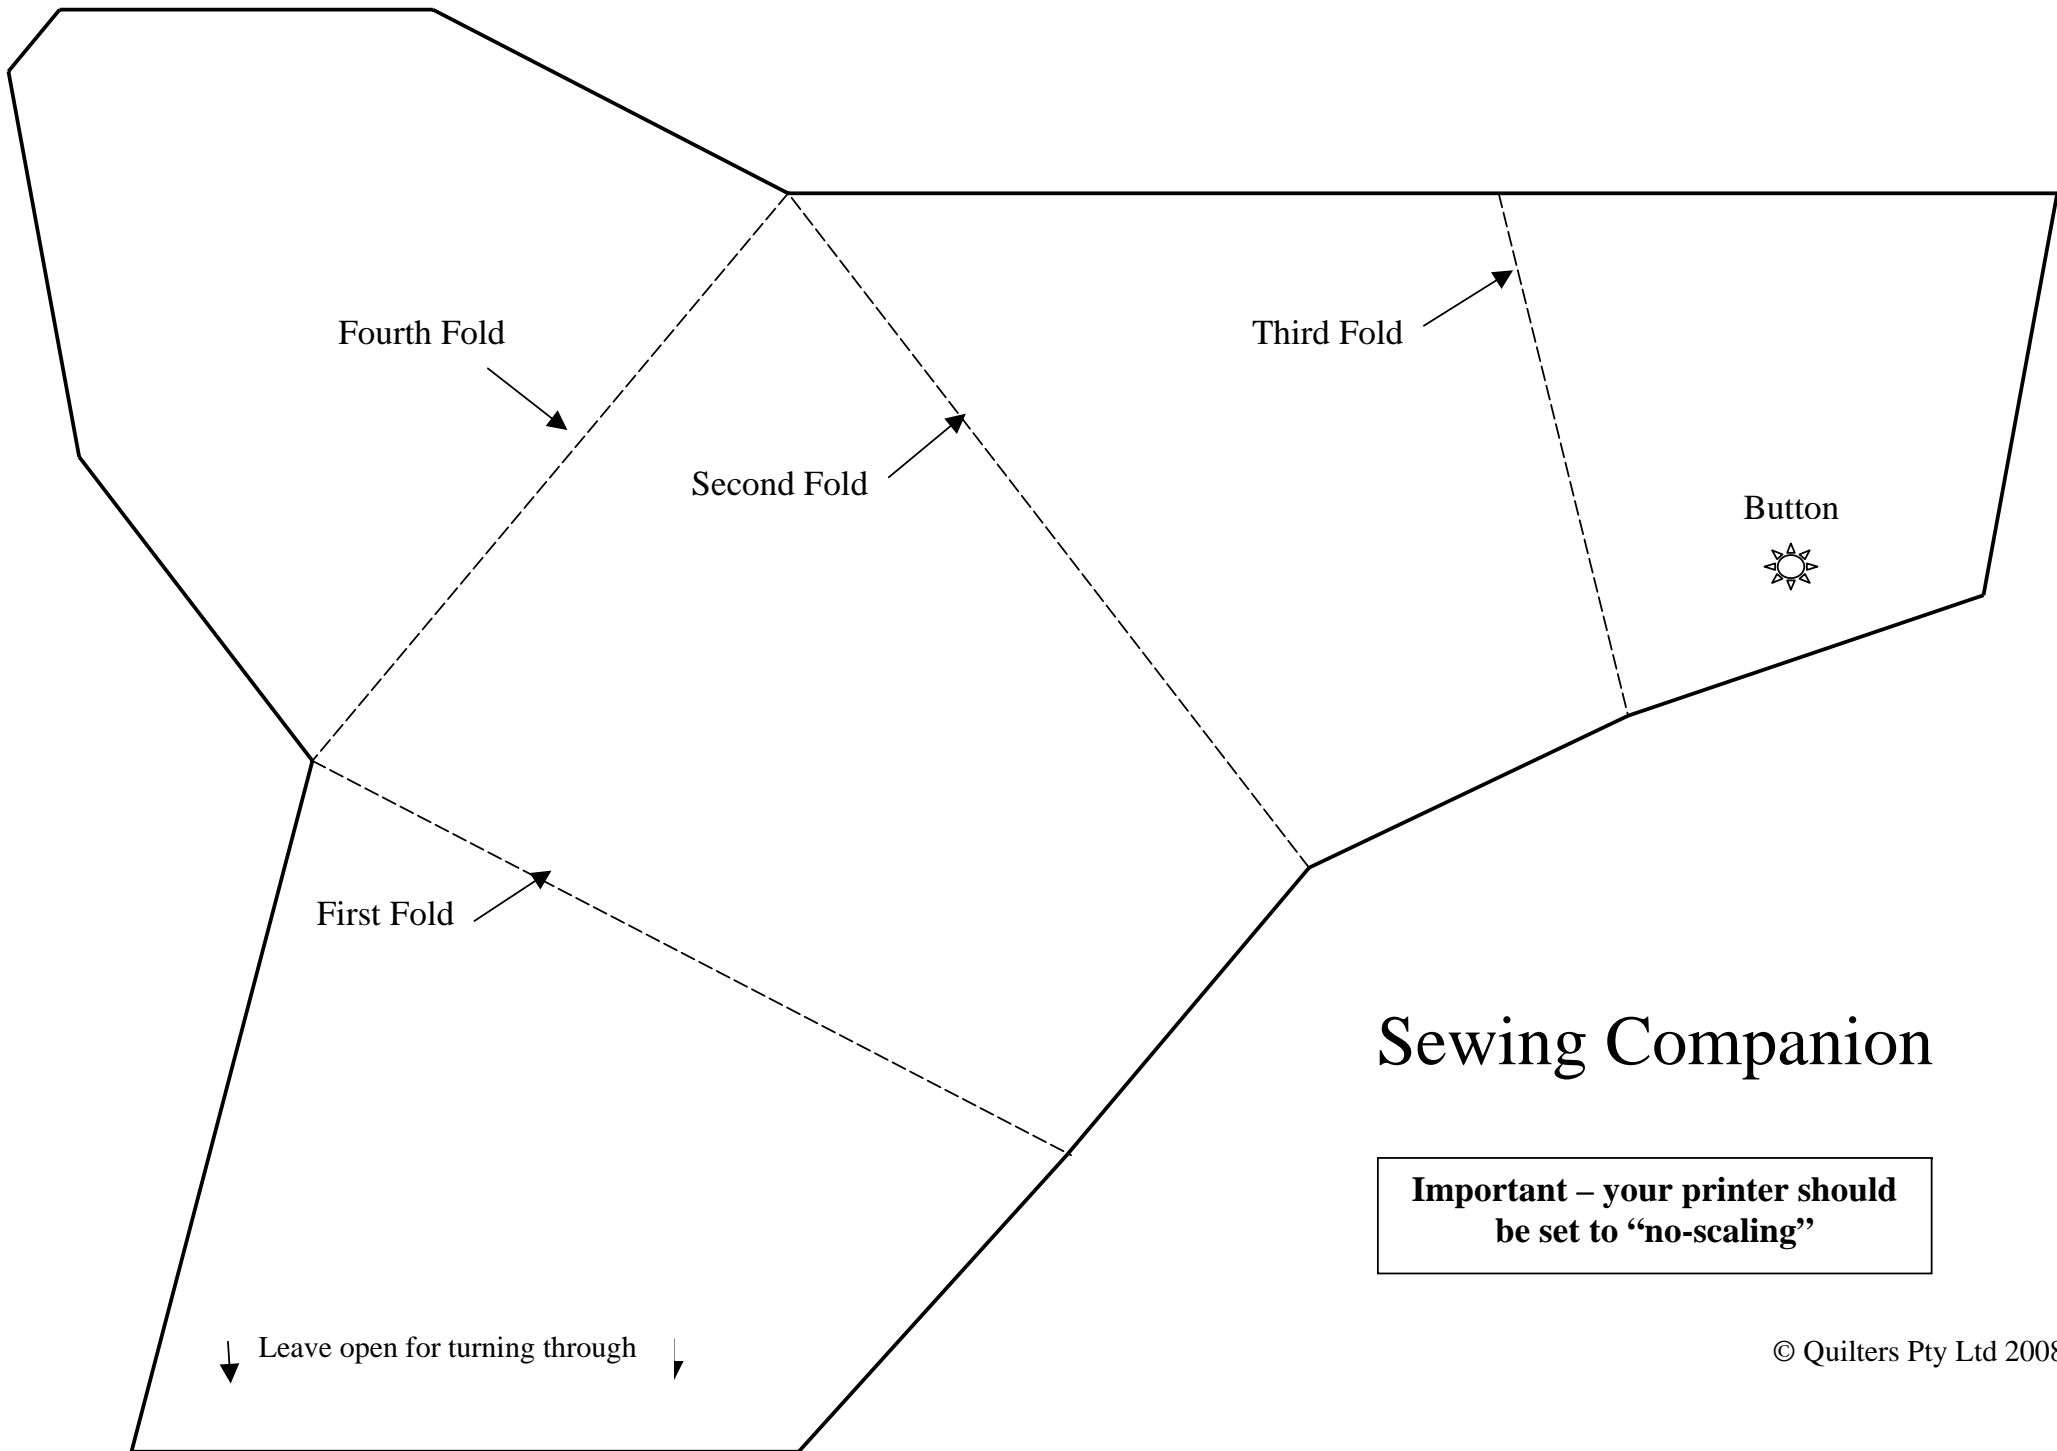 Fourth Fold
Third Fold
Second Fold
Button
First Fold
Sewing Companion
Important – your printer should
be set to “no-scaling”
Leave open for turning through
© Quilters Pty Ltd 2008